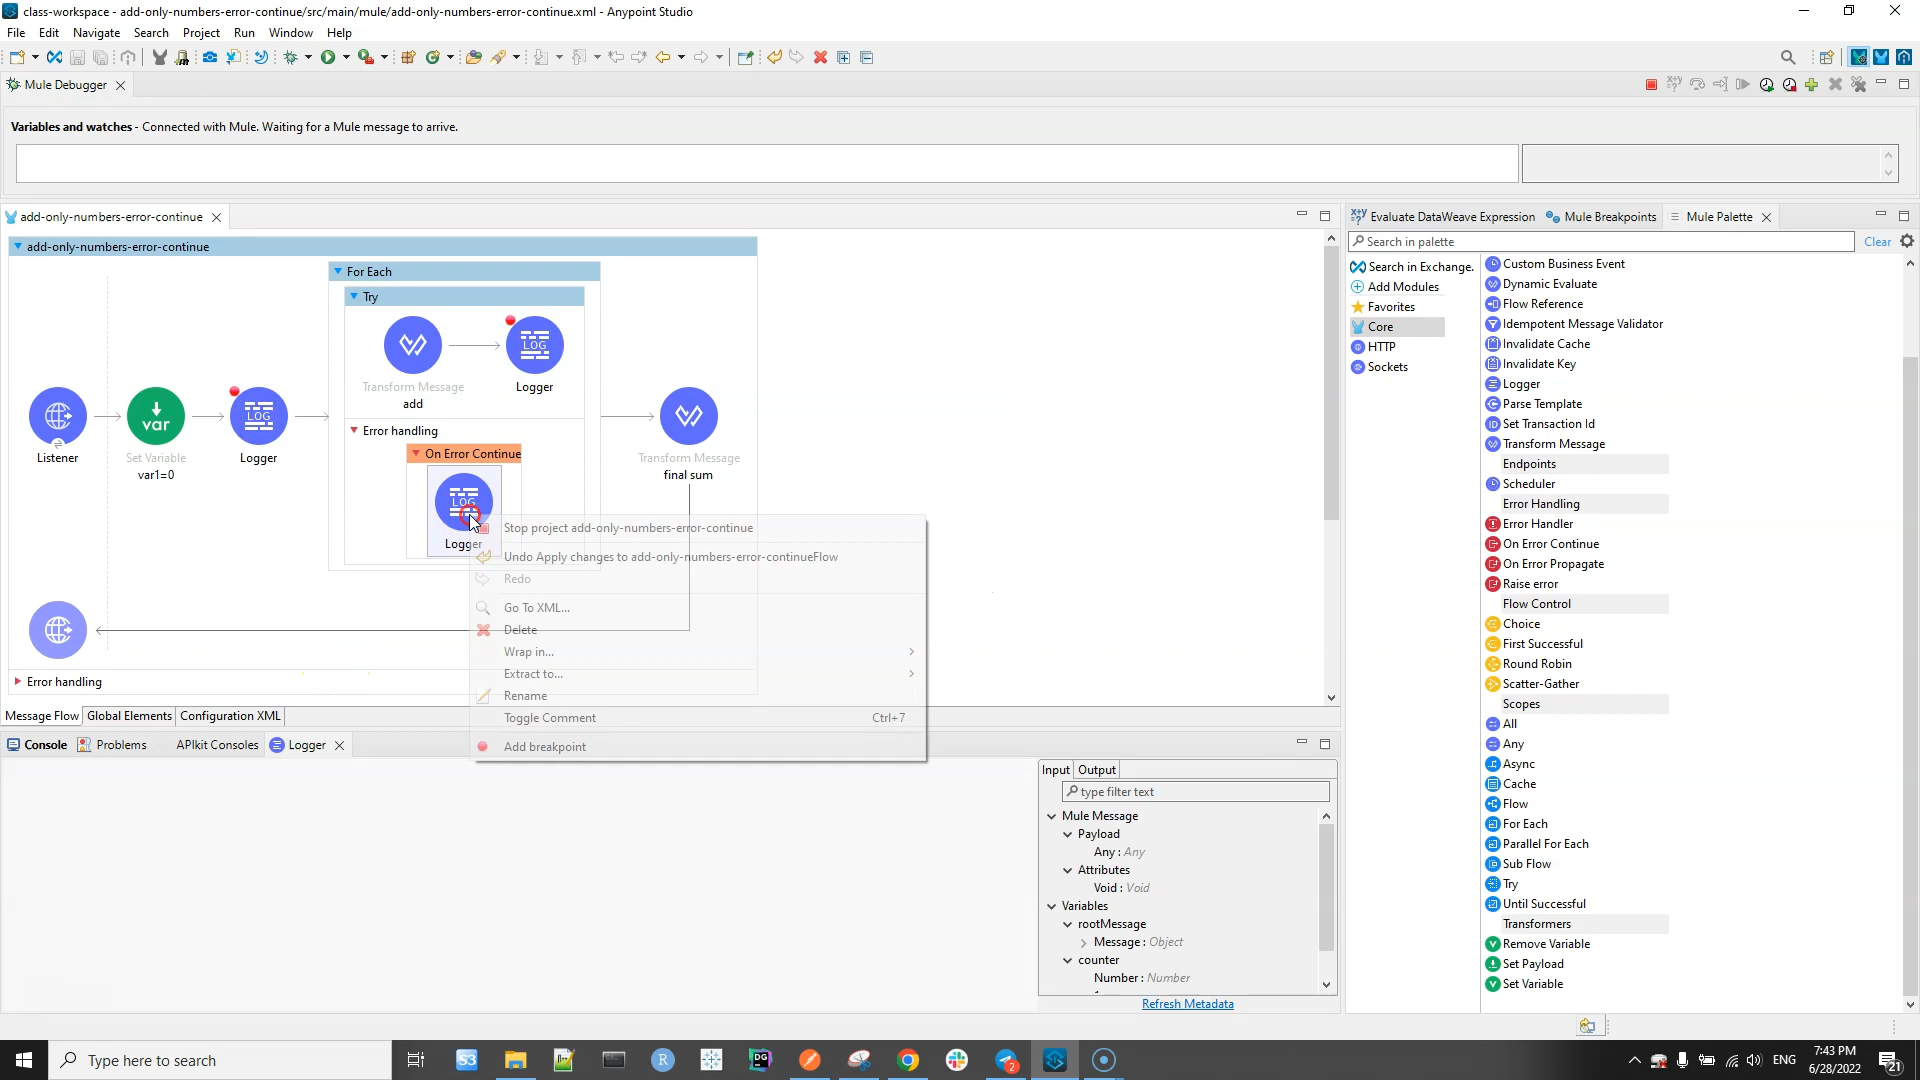 class-workspace - add-only-numbers-error-continue/src/main/mule/add-only-numbers-error-continue.xml - Anypoint Studio
File Edit Navigate Search Project Run Window Help
Mule Debugger
Variables and watches - Connected with Mule. Waiting for a Mule message to arrive.
add-only-numbers-error-continue
Evaluate DataWeave Expression Mule Breakpoints Mule Palette
add-only-numbers-error-continue
Search in palette Clear
For Each
Try
Transform Message
add
LOG
Logger
Error handling
On Error Continue
LOG
Logger
Listener
var
Set Variable
var1=0
LOG
Logger
Transform Message
final sum
Error handling
Stop project add-only-numbers-error-continue
Undo Apply changes to add-only-numbers-error-continueFlow
Redo
Go To XML...
Delete
Wrap in...
Extract to...
Rename
Toggle Comment Ctrl+7
Add breakpoint
Search in Exchange.
Add Modules
Favorites
Core
HTTP
Sockets
Custom Business Event
Dynamic Evaluate
Flow Reference
Idempotent Message Validator
Invalidate Cache
Invalidate Key
Logger
Parse Template
Set Transaction Id
Transform Message
Endpoints
Scheduler
Error Handling
Error Handler
On Error Continue
On Error Propagate
Raise error
Flow Control
Choice
First Successful
Round Robin
Scatter-Gather
Scopes
All
Any
Async
Cache
Flow
For Each
Parallel For Each
Sub Flow
Try
Until Successful
Transformers
Remove Variable
Set Payload
Set Variable
Message Flow Global Elements Configuration XML
Console Problems APIkit Consoles Logger
Input Output
type filter text
Mule Message
Payload
Any : Any
Attributes
Void : Void
Variables
rootMessage
Message : Object
counter
Number : Number
Refresh Metadata
Type here to search
S3
R
DG
2
ENG
7:43 PM
6/28/2022
21